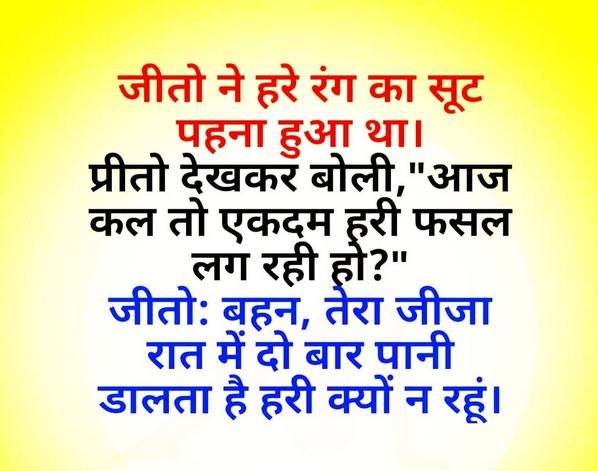 जीतो ने हरे रंग का सूट
पहना हुआ था।
प्रीतो देखकर बोली,"आज
कल तो एकदम हरी फसल
लग रही हो?"
जीतो: बहन, तेरा जीजा
रात में दो बार पानी
डालता है हरी क्यों न रहूं।